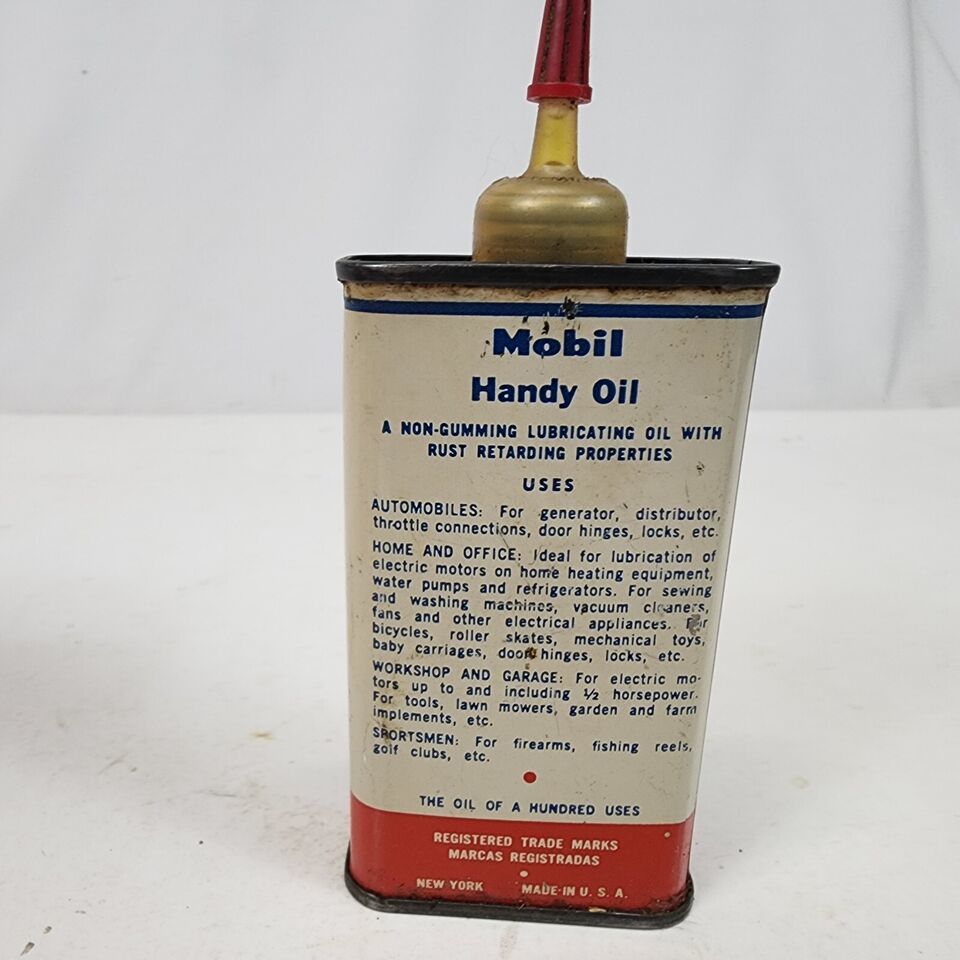 Mobil
Handy Oil
A NON-GUMMING LUBRICATING OIL WITH
RUST RETARDING PROPERTIES
USES
AUTOMOBILES: For generator, distributor,
throttle connections, door hinges, locks, etc.
HOME AND OFFICE: Ideal for lubrication of
electric motors on home heating equipment,
water pumps and refrigerators. For sewing
and washing machines, vacuum cleaners,
fans and other electrical appliances. For
bicycles, roller skates, mechanical toys,
baby carriages, door hinges, locks, etc.
WORKSHOP AND GARAGE: For electric mo-
tors up to and including ½ horsepower.
For tools, lawn mowers, garden and farm
implements, etc.
SPORTSMEN: For firearms, fishing reels,
golf clubs, etc.
THE OIL OF A HUNDRED USES
REGISTERED TRADE MARKS
MARCAS REGISTRADAS
NEW YORK MADE IN U. S. A.